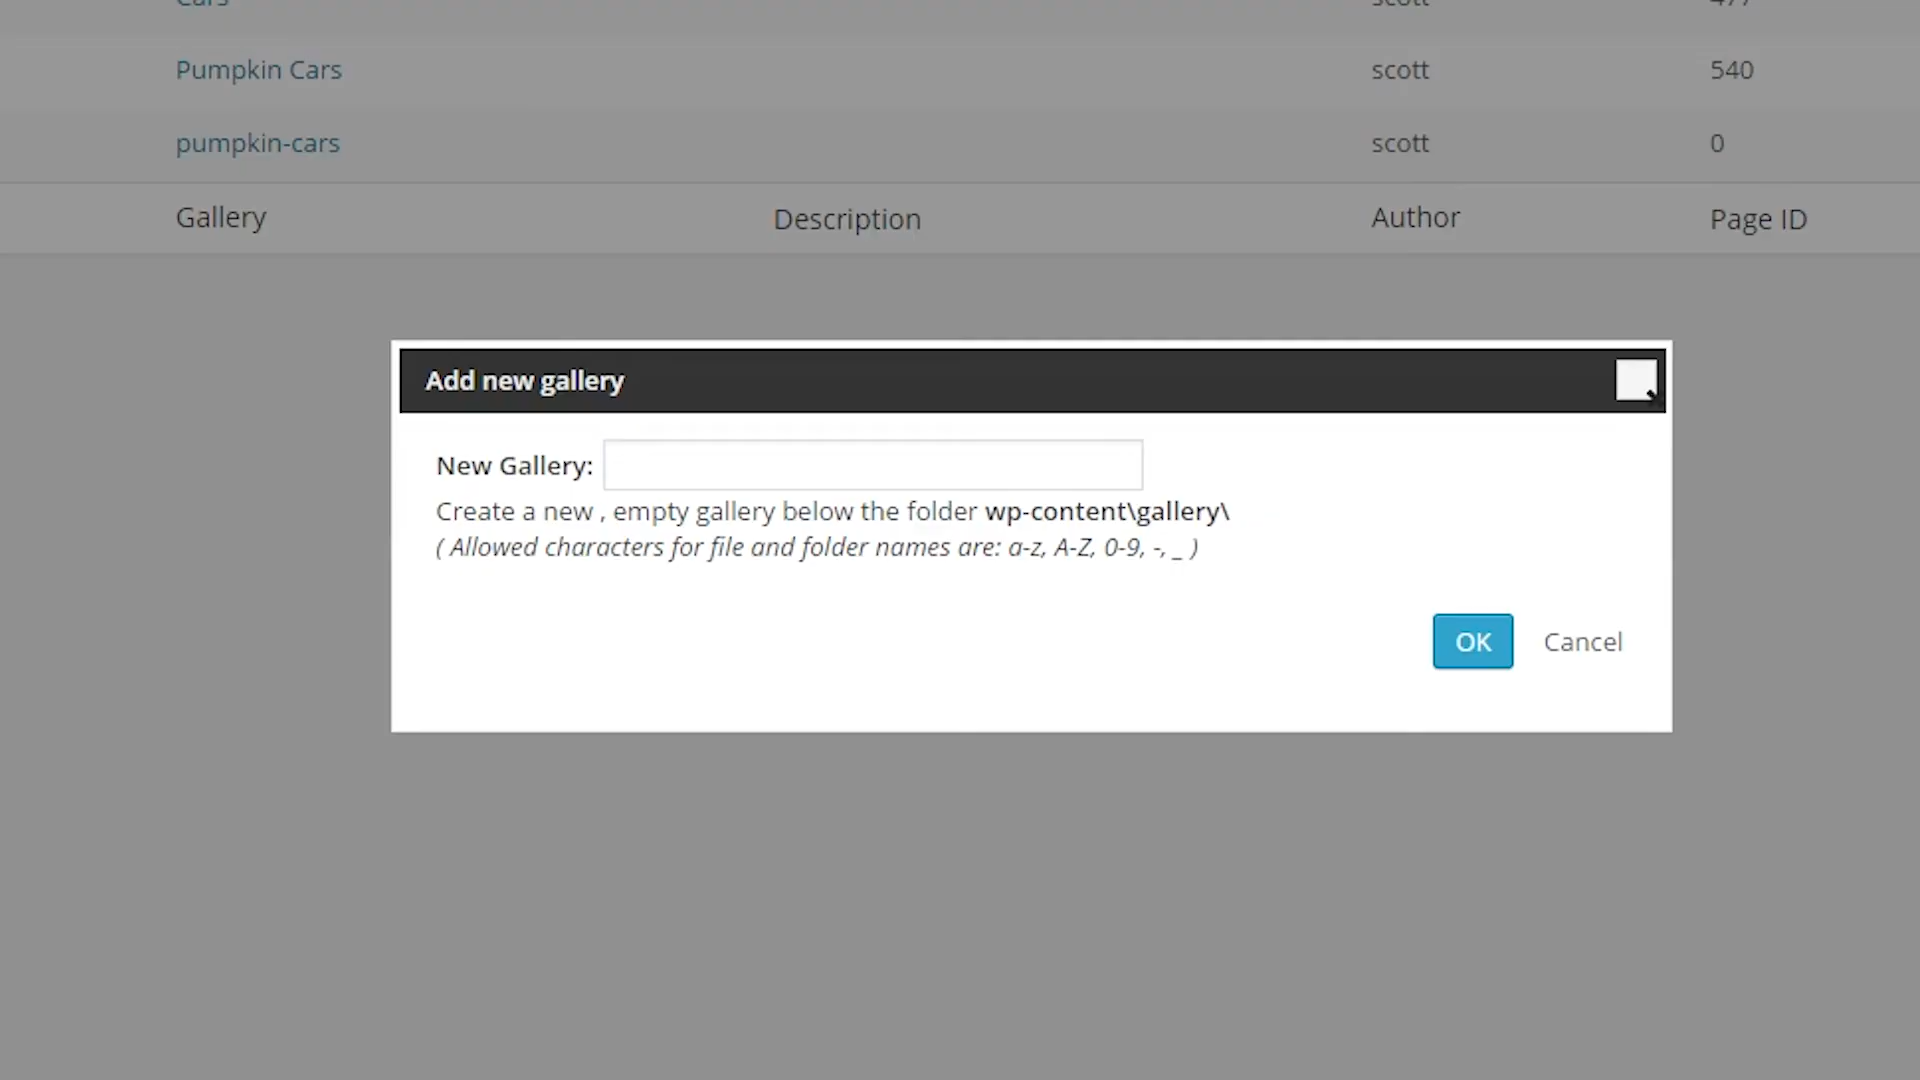 Cars scott 477
Pumpkin Cars scott 540
pumpkin-cars scott 0
Gallery Description Author Page ID
Add new gallery
New Gallery:
Create a new , empty gallery below the folder wp-content\gallery\
( Allowed characters for file and folder names are: a-z, A-Z, 0-9, -, _ )
OK Cancel